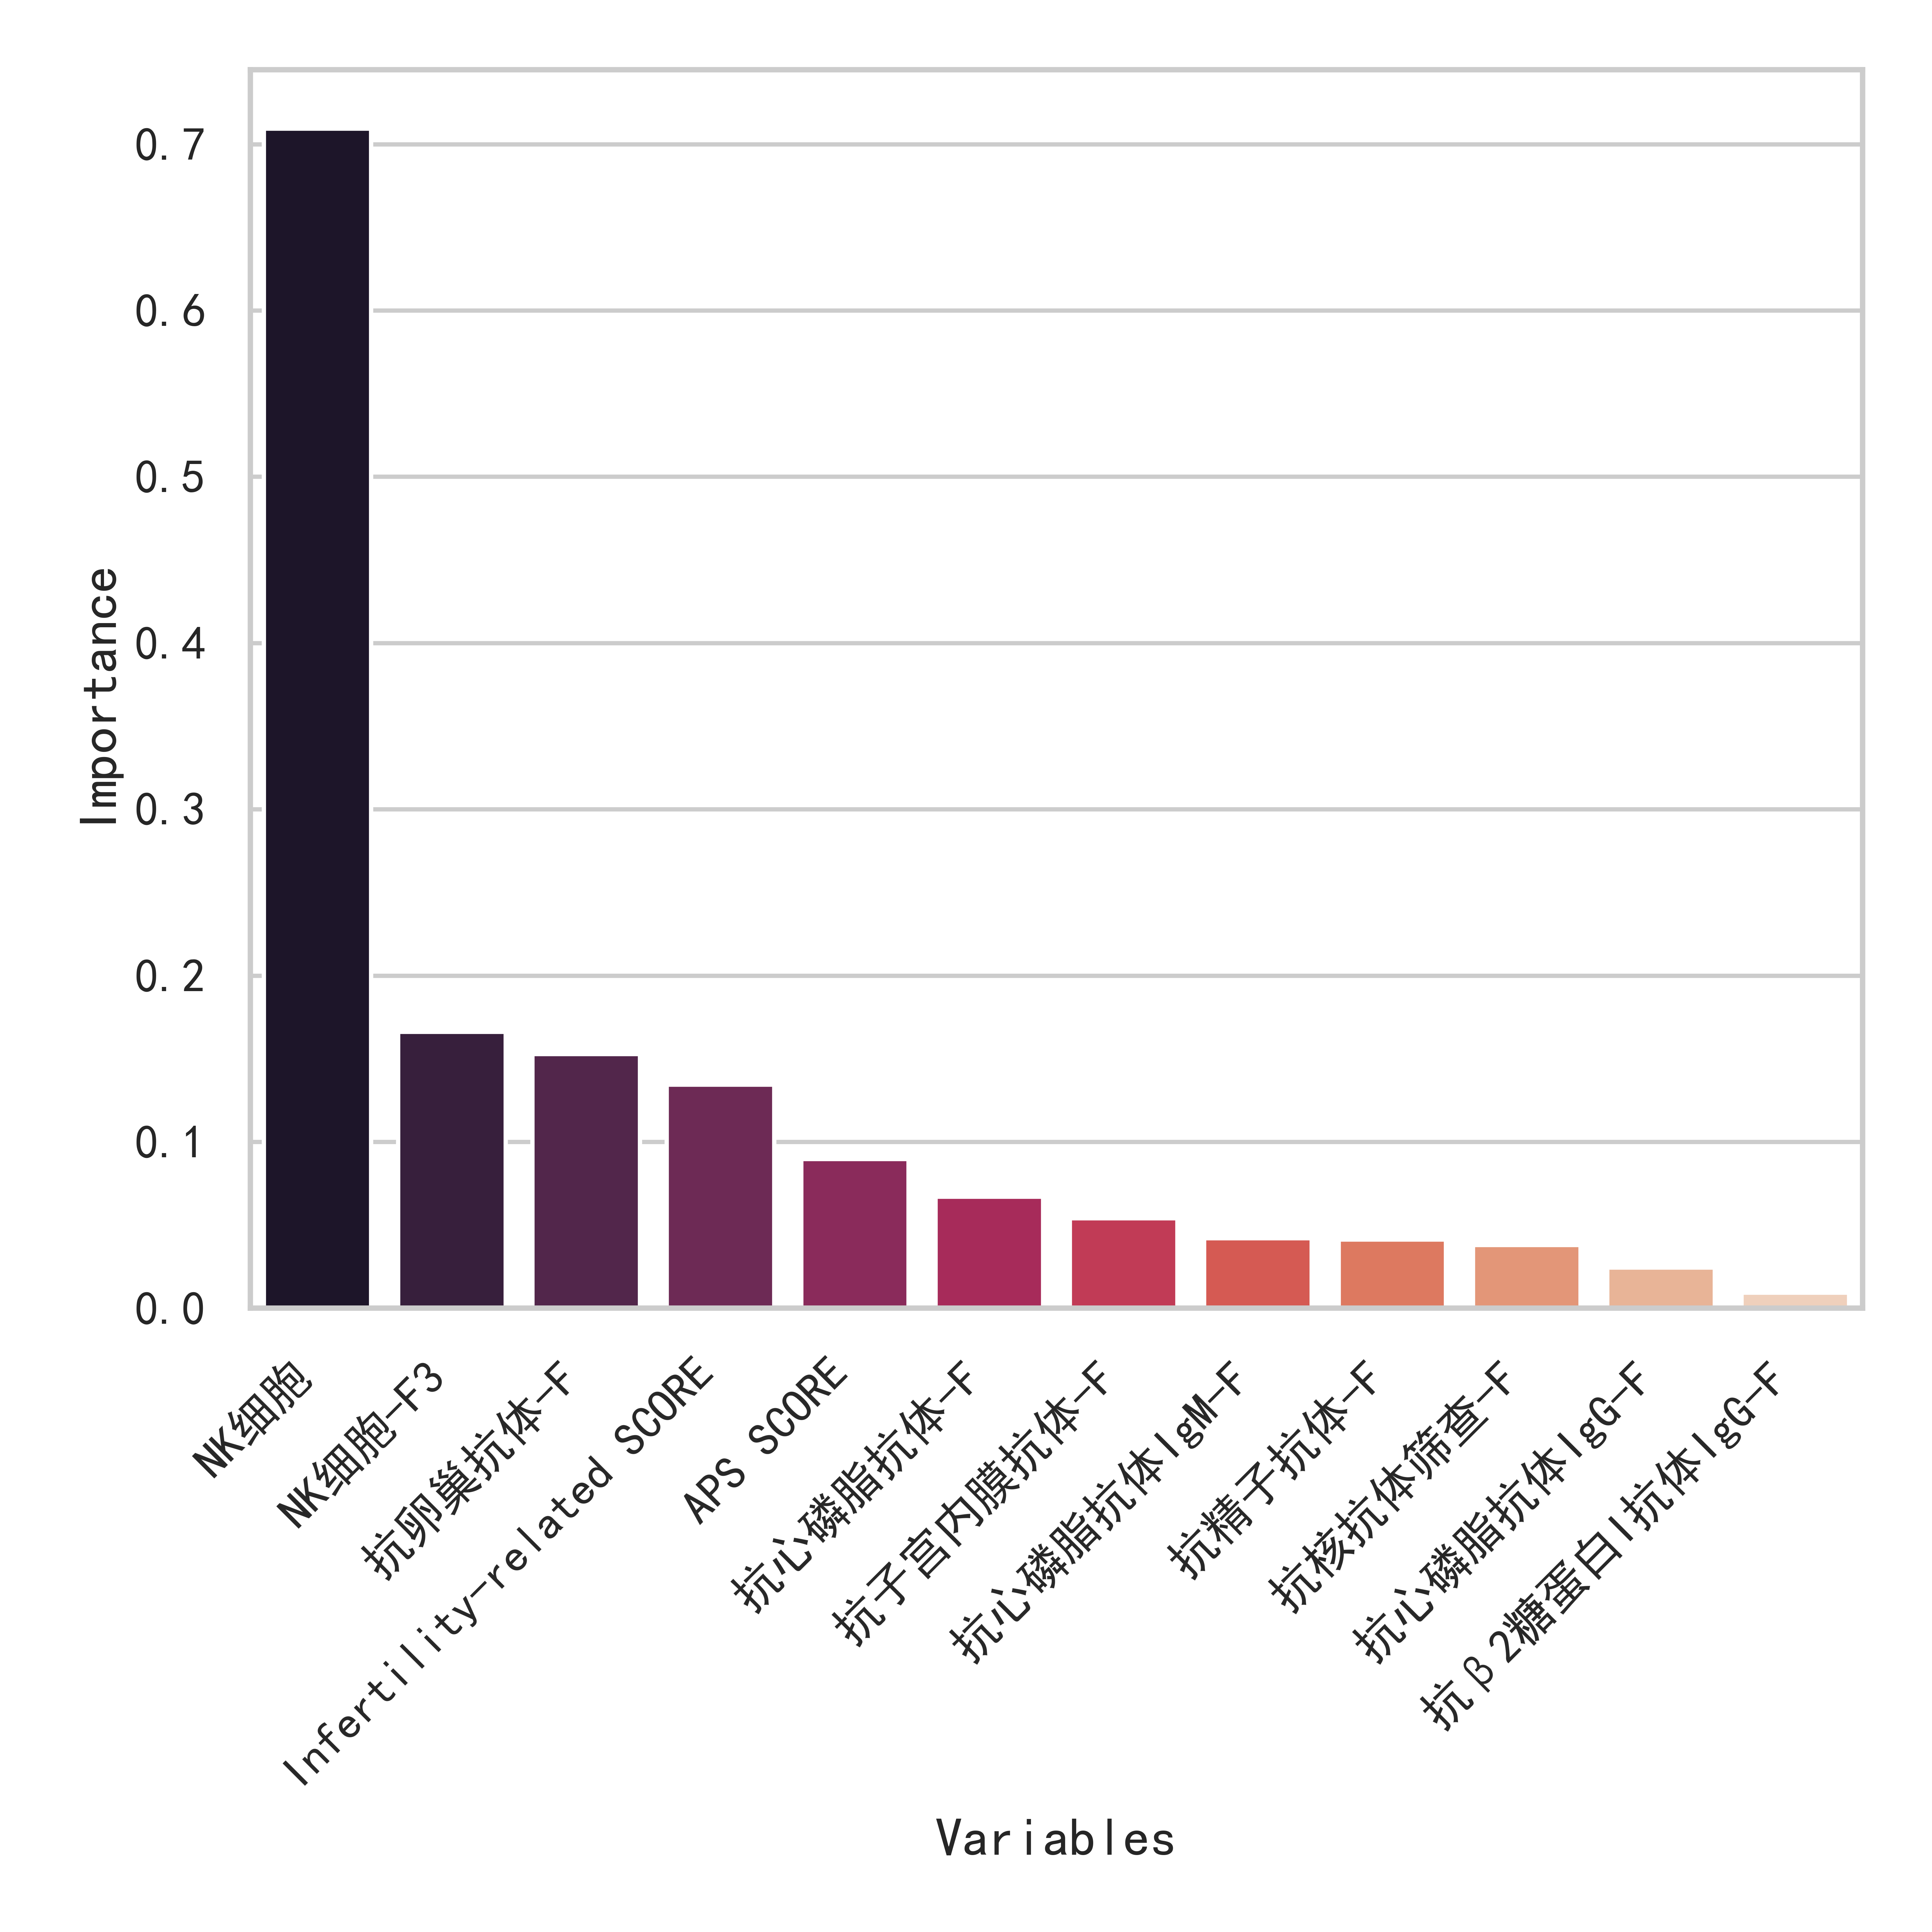 Importance
0.7
0.6
0.5
0.4
0.3
0.2
0.1
0.0
NK细胞
NK细胞-F3
抗卵巢抗体-F
Infertility-related SCORE
APS SCORE
抗心磷脂抗体-F
抗子宫内膜抗体-F
抗心磷脂抗体IgM-F
抗精子抗体-F
抗核抗体筛查-F
抗心磷脂抗体IgG-F
抗β2糖蛋白I抗体IgG-F
Variables